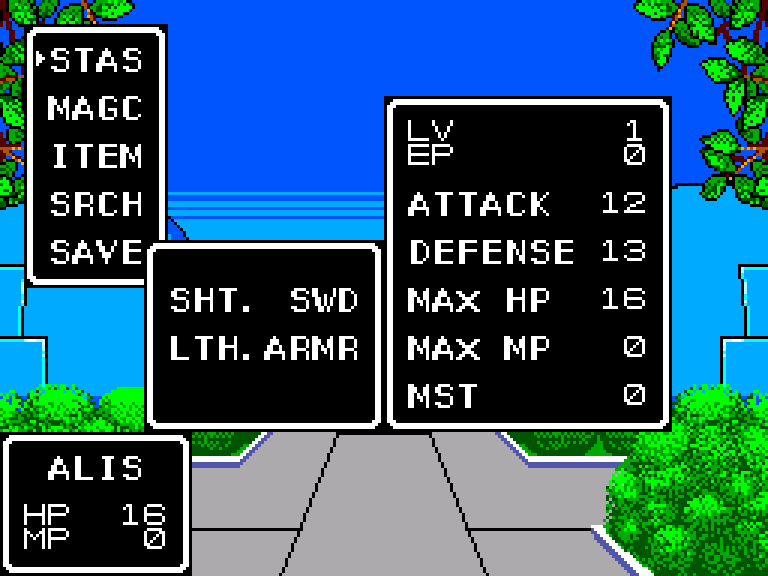 STAS
MAGC
ITEM
SRCH
SAVE
SHT. SWD
LTH. ARMR
LV 1
EP 0
ATTACK 12
DEFENSE 13
MAX HP 16
MAX MP 0
MST 0
ALIS
HP 16
MP 0